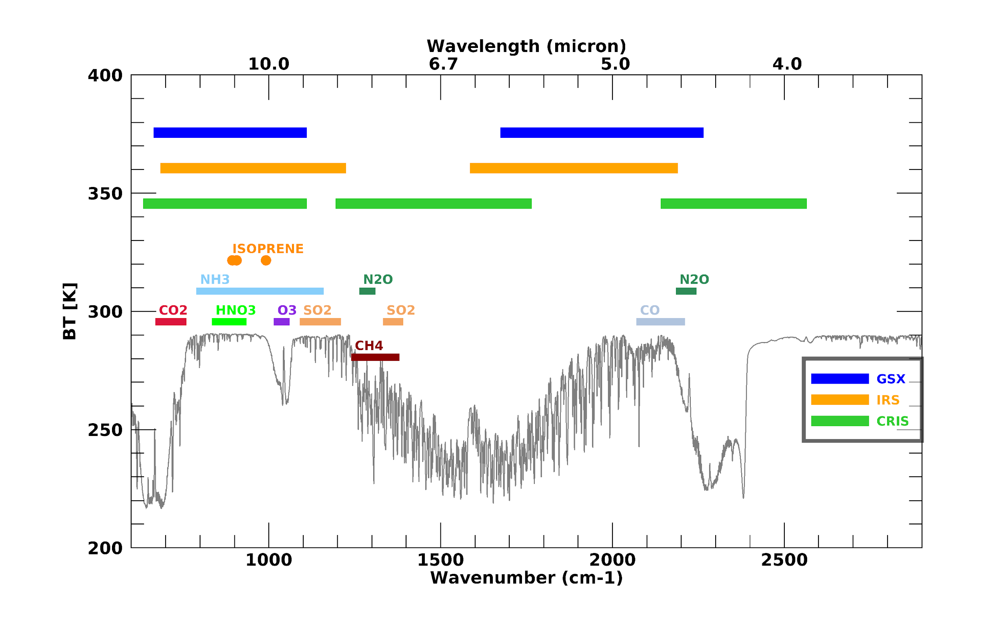 Wavelength (micron)
10.0 6.7 5.0 4.0
400
350
ISOPRENE
NH3 N2O N2O
300 CO2 HNO3 O3 SO2 SO2 CO
BT [K]
CH4
GSX
IRS
250 CRIS
200
1000 1500 2000 2500
Wavenumber (cm-1)